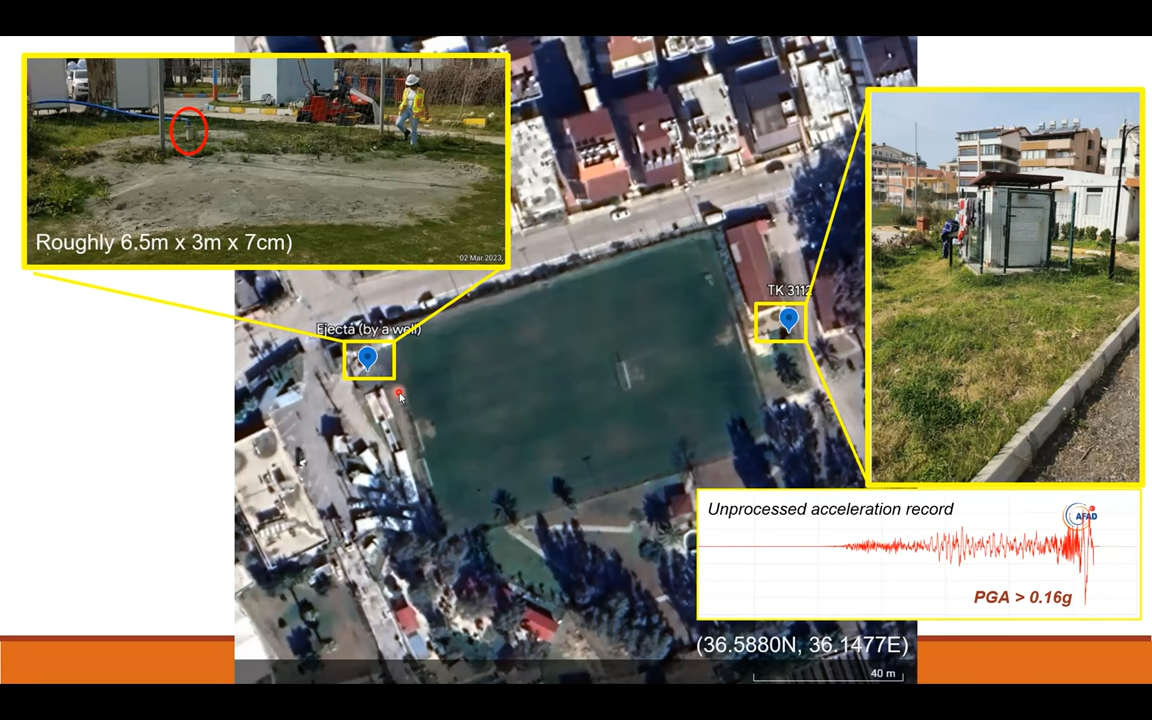 Roughly 6.5m x 3m x 7cm)
02 Mar 2023,
TK 3112
Ejecta (by a well)
Unprocessed acceleration record
AFAD
PGA > 0.16g
(36.5880N, 36.1477E)
40 m